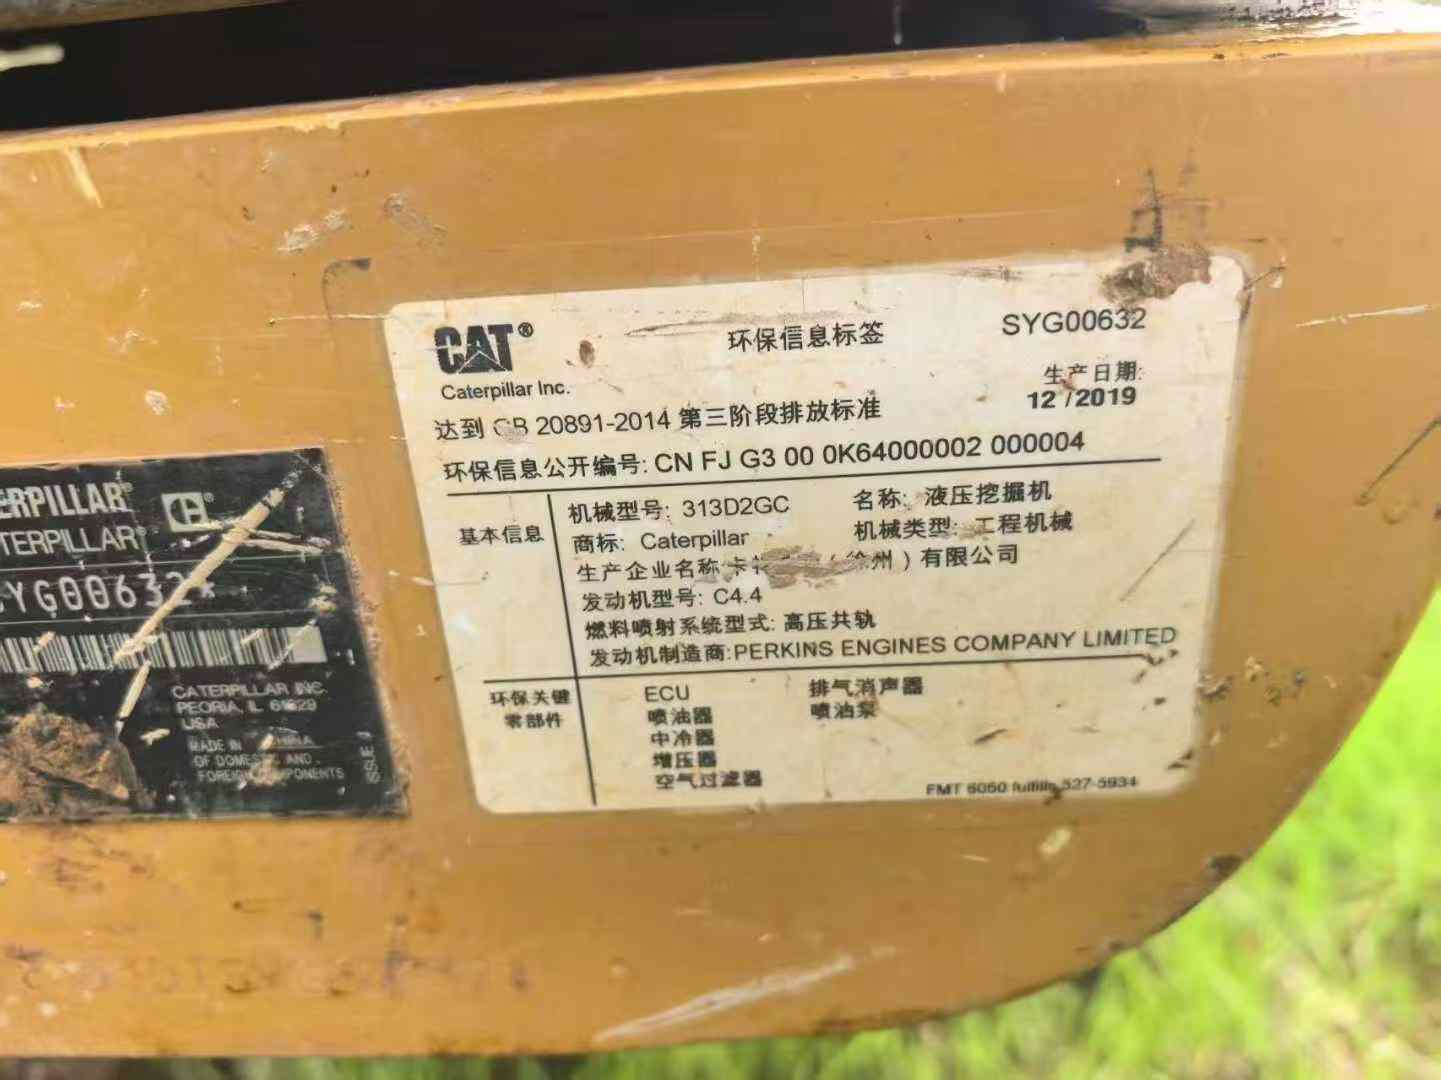 ERPILLAR
TERPILLAR
YG00632*
CATERPILLAR INC.
PEORIA, IL 61629
USA
MADE IN
OF DOMESTIC AND
FOREIGN COMPONENTS
CAT®
Caterpillar Inc.
环保信息标签
SYG00632
生产日期:
12 /2019
达到 GB 20891-2014 第三阶段排放标准
环保信息公开编号: CN FJ G3 00 0K64000002 000004
基本信息
机械型号: 313D2GC 名称: 液压挖掘机
商标: Caterpillar 机械类型: 工程机械
生产企业名称 卡 州）有限公司
发动机型号: C4.4
燃料喷射系统型式: 高压共轨
发动机制造商:PERKINS ENGINES COMPANY LIMITED
环保关键
零部件
ECU 排气消声器
喷油器 喷油泵
中冷器
增压器
空气过滤器
FMT 6050 fulfills 527-5934